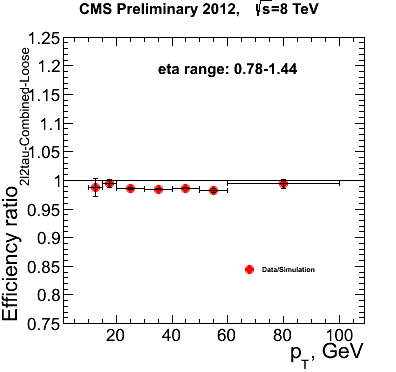 CMS Preliminary 2012, √s=8 TeV
eta range: 0.78-1.44
Efficiency ratio 2l2tau-Combined-Loose
1.25
1.2
1.15
1.1
1.05
1
0.95
0.9
0.85
0.8
0.75
Data/Simulation
20 40 60 80 100
p_T, GeV